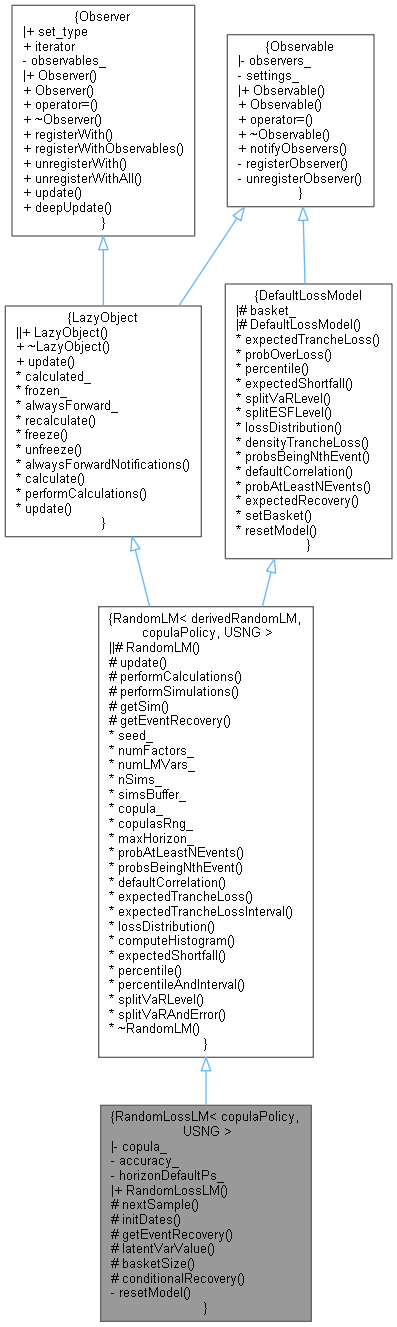 {Observer
|+ set_type
+ iterator
- observables_
|+ Observer()
+ Observer()
+ operator=()
+ ~Observer()
+ registerWith()
+ registerWithObservables()
+ unregisterWith()
+ unregisterWithAll()
+ update()
+ deepUpdate()
}
{Observable
|- observers_
- settings_
|+ Observable()
+ Observable()
+ operator=()
+ ~Observable()
+ notifyObservers()
- registerObserver()
- unregisterObserver()
}
{LazyObject
||+ LazyObject()
+ ~LazyObject()
+ update()
* calculated_
* frozen_
* alwaysForward_
* recalculate()
* freeze()
* unfreeze()
* alwaysForwardNotifications()
* calculate()
* performCalculations()
* update()
}
{DefaultLossModel
|# basket_
|# DefaultLossModel()
* expectedTrancheLoss()
* probOverLoss()
* percentile()
* expectedShortfall()
* splitVaRLevel()
* splitESFLevel()
* lossDistribution()
* densityTrancheLoss()
* probsBeingNthEvent()
* defaultCorrelation()
* probAtLeastNEvents()
* expectedRecovery()
* setBasket()
* resetModel()
}
{RandomLM< derivedRandomLM,
copulaPolicy, USNG >
||# RandomLM()
# update()
# performCalculations()
# performSimulations()
# getSim()
# getEventRecovery()
* seed_
* numFactors_
* numLMVars_
* nSims_
* simsBuffer_
* copula_
* copulasRng_
* maxHorizon_
* probAtLeastNEvents()
* probsBeingNthEvent()
* defaultCorrelation()
* expectedTrancheLoss()
* expectedTrancheLossInterval()
* lossDistribution()
* computeHistogram()
* expectedShortfall()
* percentile()
* percentileAndInterval()
* splitVaRLevel()
* splitVaRAndError()
* ~RandomLM()
}
{RandomLossLM< copulaPolicy,
USNG >
|- copula_
- accuracy_
- horizonDefaultPs_
|+ RandomLossLM()
# nextSample()
# initDates()
# getEventRecovery()
# latentVarValue()
# basketSize()
# conditionalRecovery()
- resetModel()
}